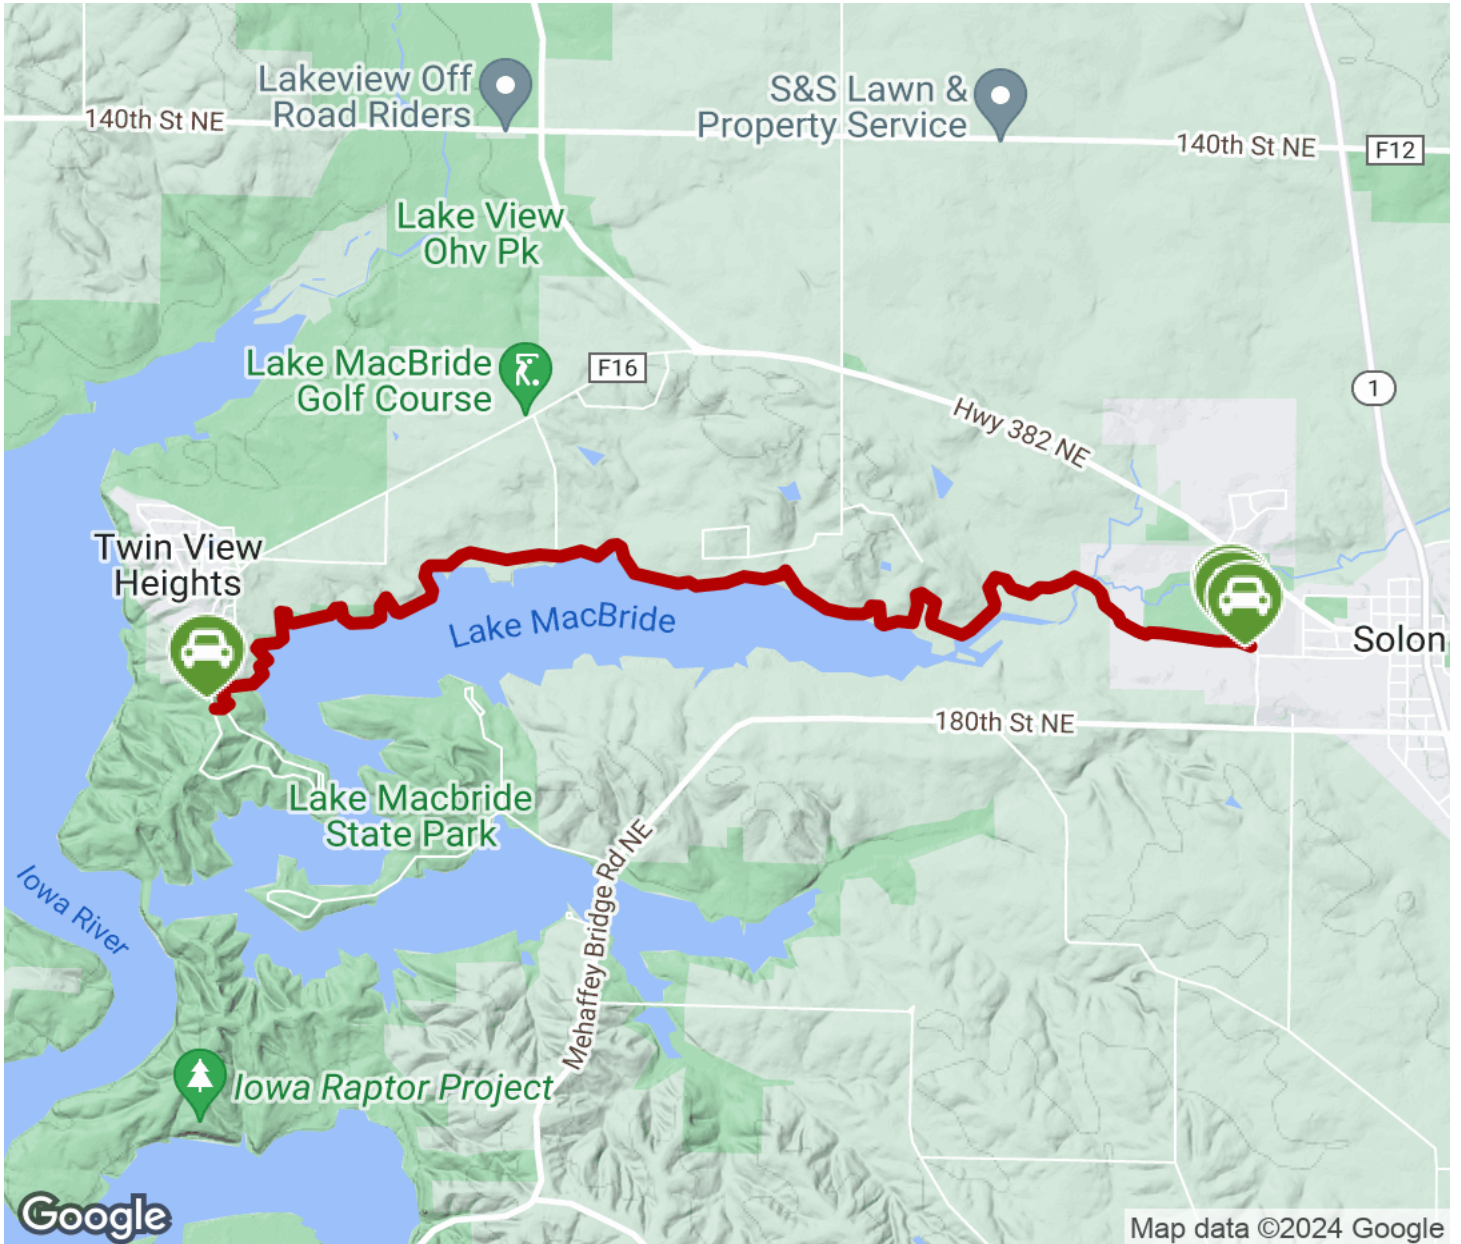 Lakeview Off
Road Riders
S&S Lawn &
Property Service
140th St NE
140th St NE
F12
Lake View
Ohv Pk
Lake MacBride
Golf Course
F16
1
Hwy 382 NE
Twin View
Heights
Lake MacBride
Solon
180th St NE
Lake Macbride
State Park
Mehaffey Bridge Rd NE
Iowa River
Iowa Raptor Project
Google
Map data ©2024 Google